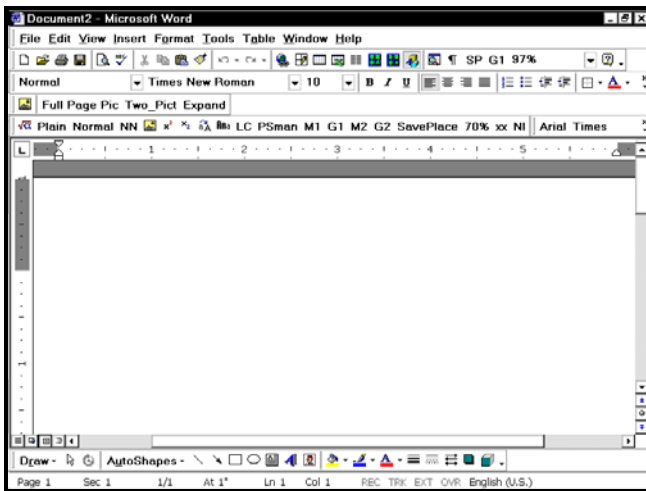 Document2 - Microsoft Word
File Edit View Insert Format Tools Table Window Help
SP G1 97%
Normal Times New Roman 10 B I U A
Full Page Pic Two_Pict Expand
Plain Normal NN x² X₂ LC PSman M1 G1 M2 G2 SavePlace 70% xx NI Arial Times
L 1 2 3 4 5
1
Draw AutoShapes A
Page 1 Sec 1 1/1 At 1" Ln 1 Col 1 REC TRK EXT OVR English (U.S.)